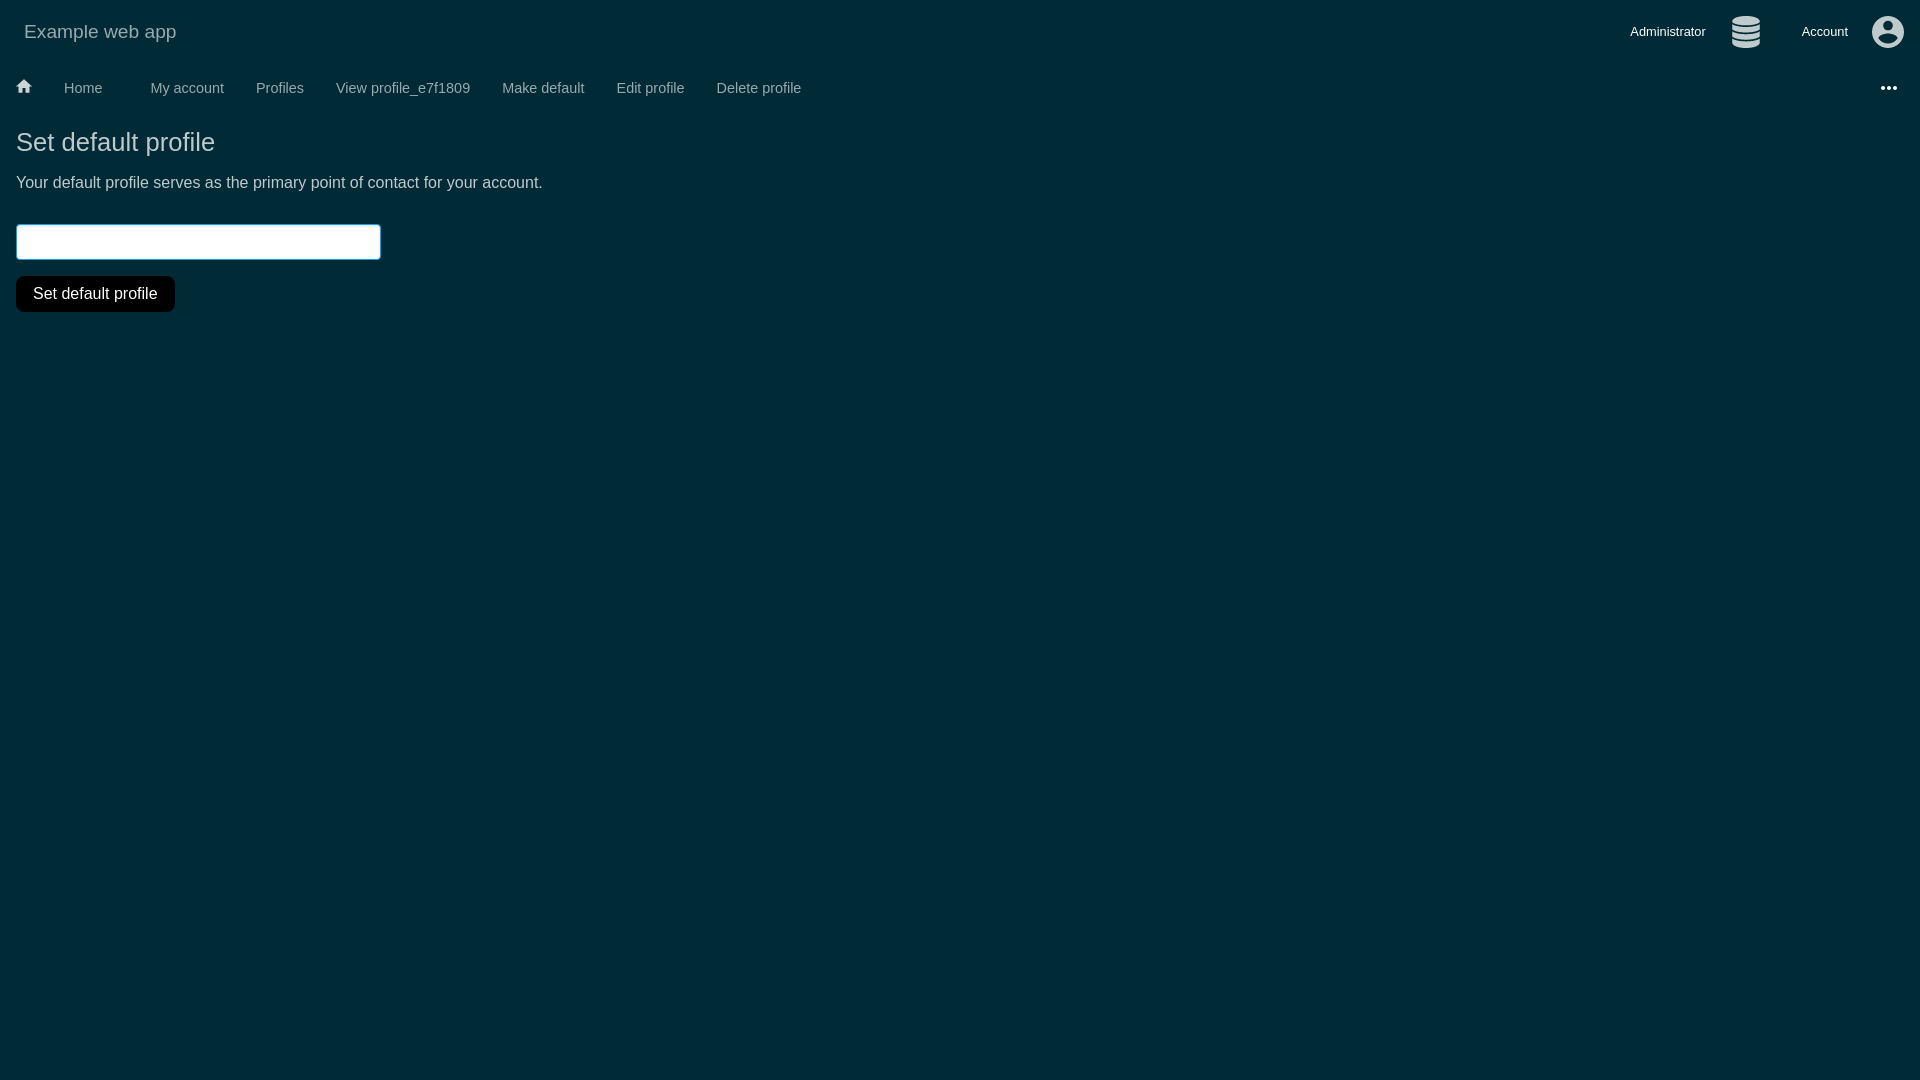 Example web app
Administrator
Account
Home
My account
Profiles
View profile_e7f1809
Make default
Edit profile
Delete profile
Set default profile
Your default profile serves as the primary point of contact for your account.
Set default profile